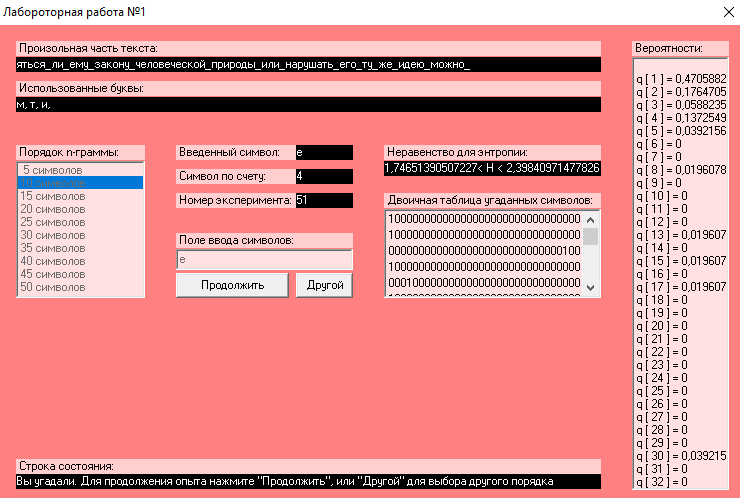 Лабороторная работа №1
Произольная часть текста:
яться_ли_ему_закону_человеческой_природы_или_нарушать_его_ту_же_идею_можно_
Использованные буквы:
м, т, и,
Порядок n-граммы:
5 символов
10 символов
15 символов
20 символов
25 символов
30 символов
35 символов
40 символов
45 символов
50 символов
Введенный символ:
е
Символ по счету:
4
Номер эксперимента:
51
Поле ввода символов:
е
Продолжить
Другой
Неравенство для энтропии:
1,74651390507227< H < 2,39840971477826
Двоичная таблица угаданных символов:
10000000000000000000000000000000
10000000000000000000000000000000
00000000000000000000000000000100
10000000000000000000000000000000
00010000000000000000000000000000
Вероятности:
q [ 1 ] = 0,4705882
q [ 2 ] = 0,1764705
q [ 3 ] = 0,0588235
q [ 4 ] = 0,1372549
q [ 5 ] = 0,0392156
q [ 6 ] = 0
q [ 7 ] = 0
q [ 8 ] = 0,0196078
q [ 9 ] = 0
q [ 10 ] = 0
q [ 11 ] = 0
q [ 12 ] = 0
q [ 13 ] = 0,019607
q [ 14 ] = 0
q [ 15 ] = 0,019607
q [ 16 ] = 0
q [ 17 ] = 0,019607
q [ 18 ] = 0
q [ 19 ] = 0
q [ 20 ] = 0
q [ 21 ] = 0
q [ 22 ] = 0
q [ 23 ] = 0
q [ 24 ] = 0
q [ 25 ] = 0
q [ 26 ] = 0
q [ 27 ] = 0
q [ 28 ] = 0
q [ 29 ] = 0
q [ 30 ] = 0,039215
q [ 31 ] = 0
q [ 32 ] = 0
Строка состояния:
Вы угадали. Для продолжения опыта нажмите "Продолжить", или "Другой" для выбора другого порядка